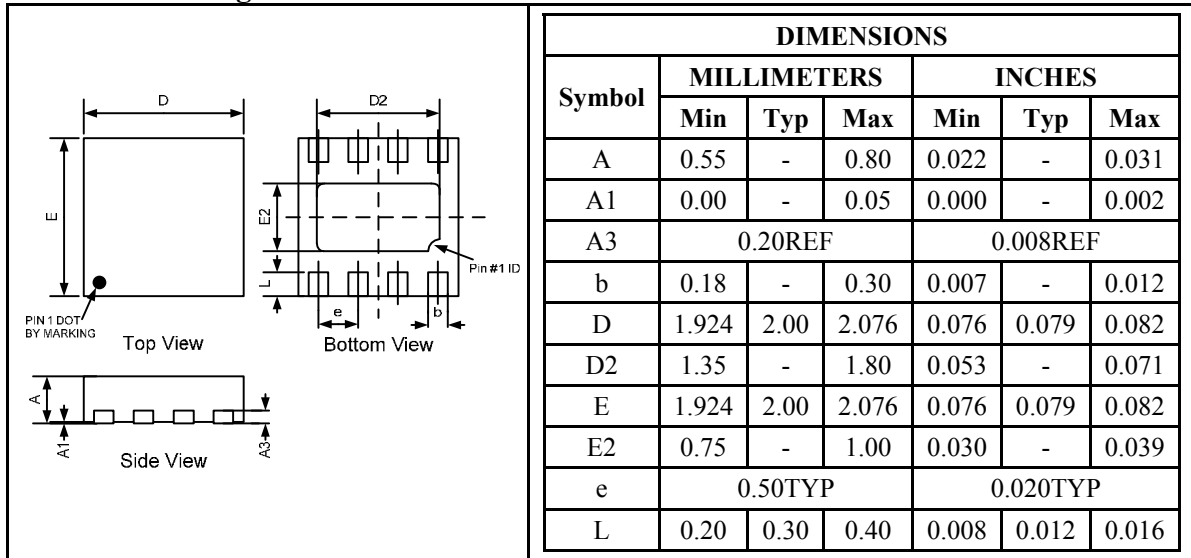 D
E
PIN 1 DOT
BY MARKING
Top View
D2
E2
L
e
b
Pin #1 ID
Bottom View
A
A1
A3
Side View
DIMENSIONS
Symbol MILLIMETERS INCHES
Min Typ Max Min Typ Max
A 0.55 - 0.80 0.022 - 0.031
A1 0.00 - 0.05 0.000 - 0.002
A3 0.20REF 0.008REF
b 0.18 - 0.30 0.007 - 0.012
D 1.924 2.00 2.076 0.076 0.079 0.082
D2 1.35 - 1.80 0.053 - 0.071
E 1.924 2.00 2.076 0.076 0.079 0.082
E2 0.75 - 1.00 0.030 - 0.039
e 0.50TYP 0.020TYP
L 0.20 0.30 0.40 0.008 0.012 0.016